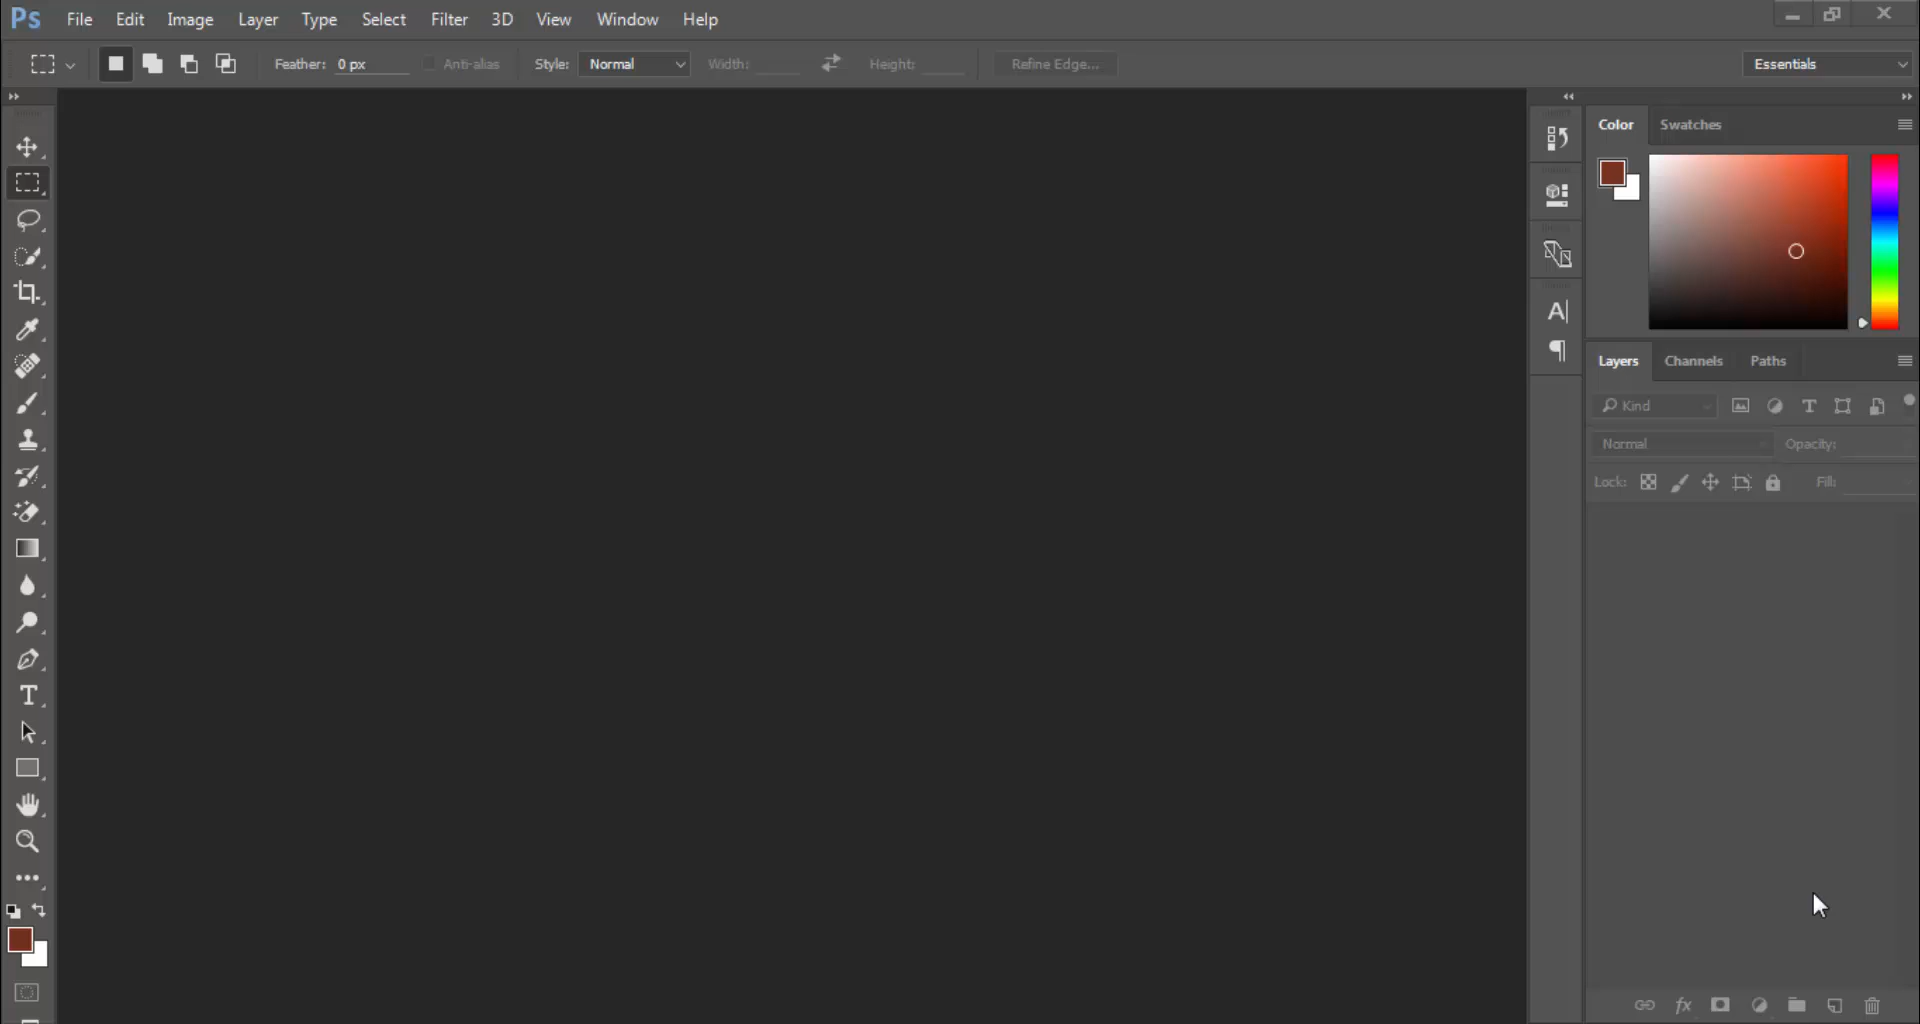 Ps File Edit Image Layer Type Select Filter 3D View Window Help
Feather: 0 px Anti-alias Style: Normal Width: Height: Refine Edge... Essentials
Color Swatches
Layers Channels Paths
Kind
Normal Opacity:
Lock: Fill: